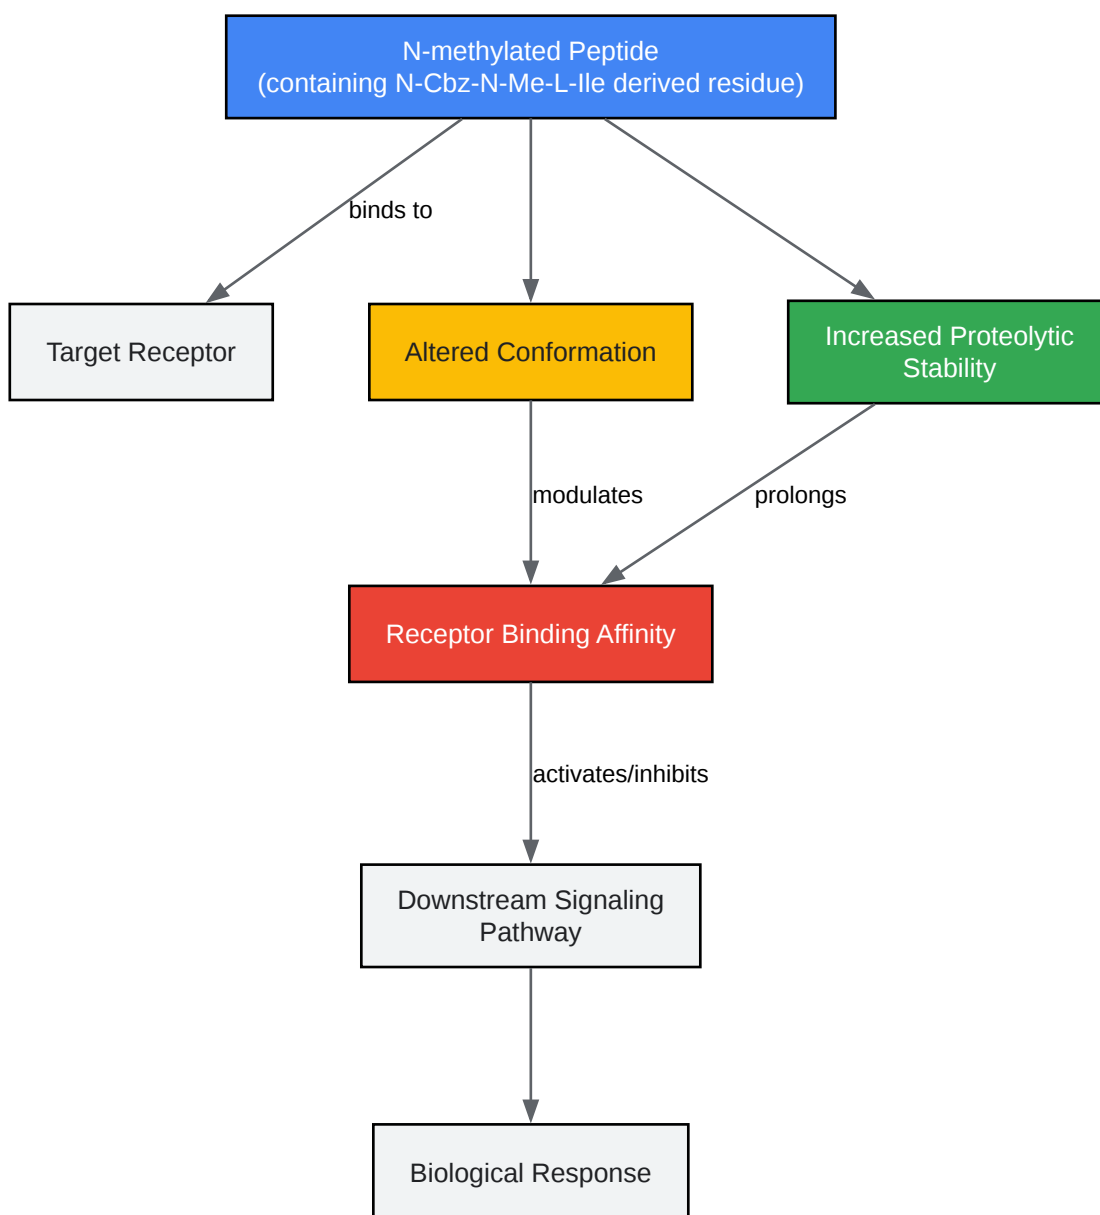 N-methylated Peptide
(containing N-Cbz-N-Me-L-Ile derived residue)
binds to
Target Receptor
Altered Conformation
Increased Proteolytic
Stability
modulates
prolongs
Receptor Binding Affinity
activates/inhibits
Downstream Signaling
Pathway
Biological Response